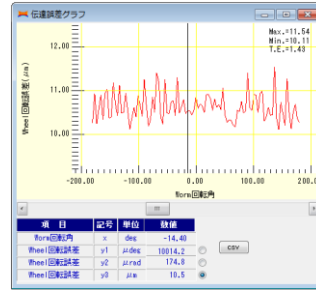 伝達誤差グラフ
Max.=11.54
Min.=10.11
T.E.=1.43
Wheel回転誤差(μm)
12.00
11.00
10.00
-200.00 -100.00 0.00 100.00 200.00
Worm回転角
項 目 記号 単位 数値
Worm回転角 x deg -14.40
Wheel回転誤差 y1 μdeg 10014.2
Wheel回転誤差 y2 μrad 174.8
Wheel回転誤差 y3 μm 10.5
CSV